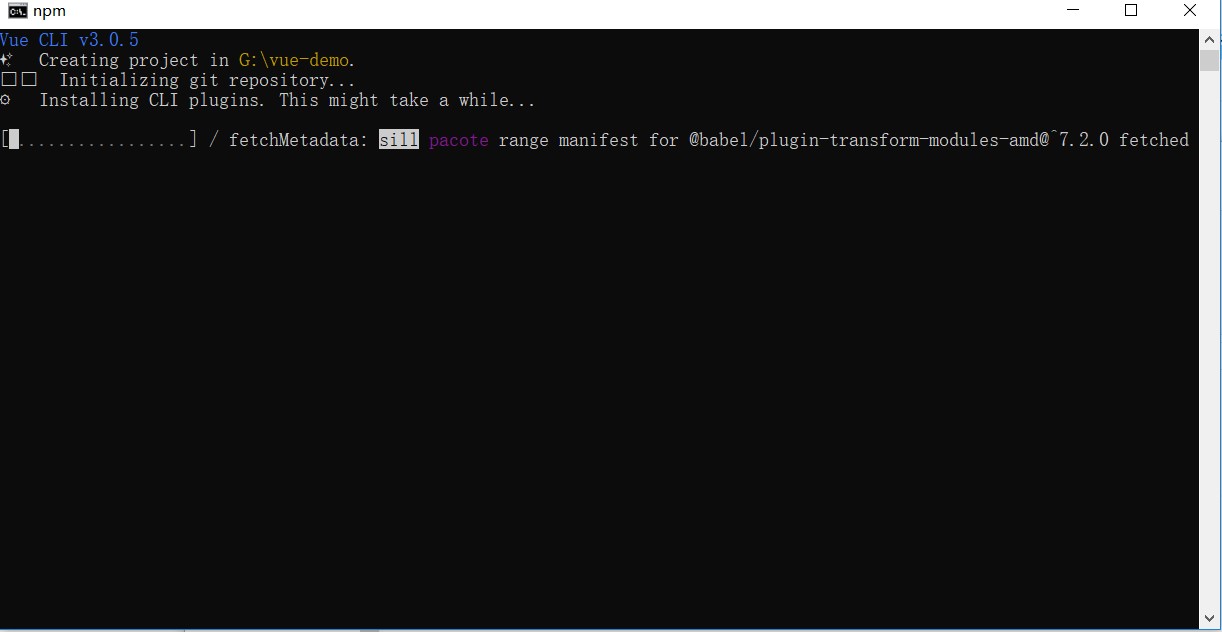 npm
Vue CLI v3.0.5
Creating project in G:\vue-demo.
Initializing git repository...
Installing CLI plugins. This might take a while...
[.................] / fetchMetadata: sill pacote range manifest for @babel/plugin-transform-modules-amd@^7.2.0 fetched